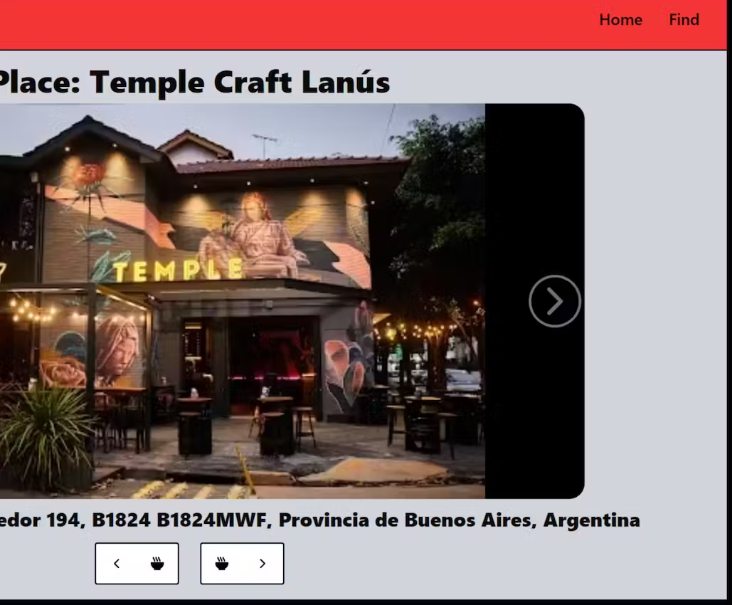 Home Find
Place: Temple Craft Lanús
TEMPLE
edor 194, B1824 B1824MWF, Provincia de Buenos Aires, Argentina